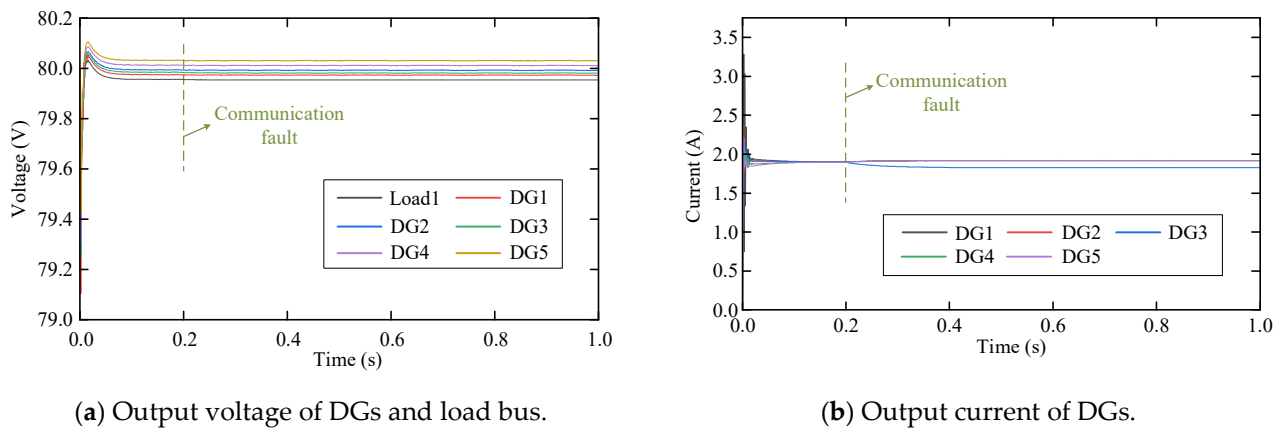 80.2
80.0
79.8
79.6
79.4
79.2
79.0
Voltage (V)
Communication
fault
Load1
DG1
DG2
DG3
DG4
DG5
0.0
0.2
0.4
0.6
0.8
1.0
Time (s)
(a) Output voltage of DGs and load bus.
3.5
3.0
2.5
2.0
1.5
1.0
0.5
0.0
Current (A)
Communication
fault
DG1
DG2
DG3
DG4
DG5
0.0
0.2
0.4
0.6
0.8
1.0
Time (s)
(b) Output current of DGs.